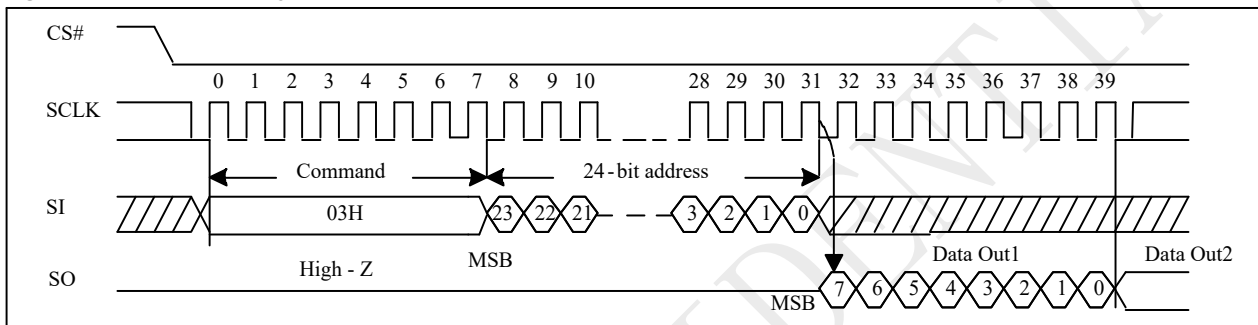 CS#
0 1 2 3 4 5 6 7 8 9 10 28 29 30 31 32 33 34 35 36 37 38 39
SCLK
Command 24-bit address
SI 03H 23 22 21 3 2 1 0
High - Z MSB Data Out1 Data Out2
SO MSB 7 6 5 4 3 2 1 0